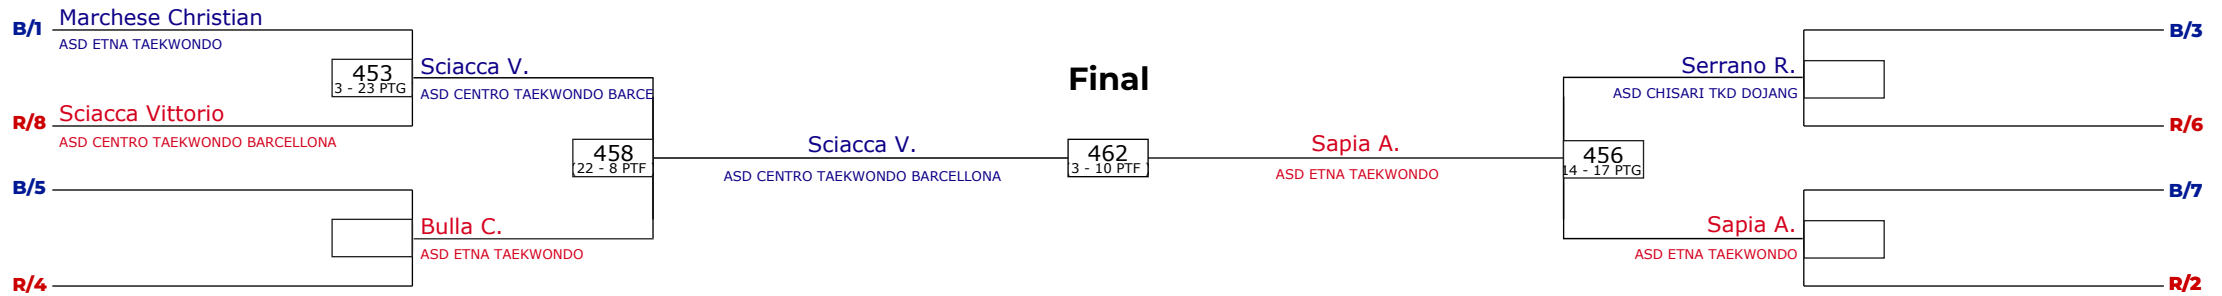 B/1
Marchese Christian
ASD ETNA TAEKWONDO
453
3 - 23 PTG
Sciacca V.
ASD CENTRO TAEKWONDO BARCE
R/8
Sciacca Vittorio
ASD CENTRO TAEKWONDO BARCELLONA
458
(22 - 8 PTF
B/5
Bulla C.
ASD ETNA TAEKWONDO
R/4
Final
Sciacca V.
ASD CENTRO TAEKWONDO BARCELLONA
462
3 - 10 PTF )
Sapia A.
ASD ETNA TAEKWONDO
B/3
Serrano R.
ASD CHISARI TKD DOJANG
R/6
456
14 - 17 PTG
B/7
Sapia A.
ASD ETNA TAEKWONDO
R/2